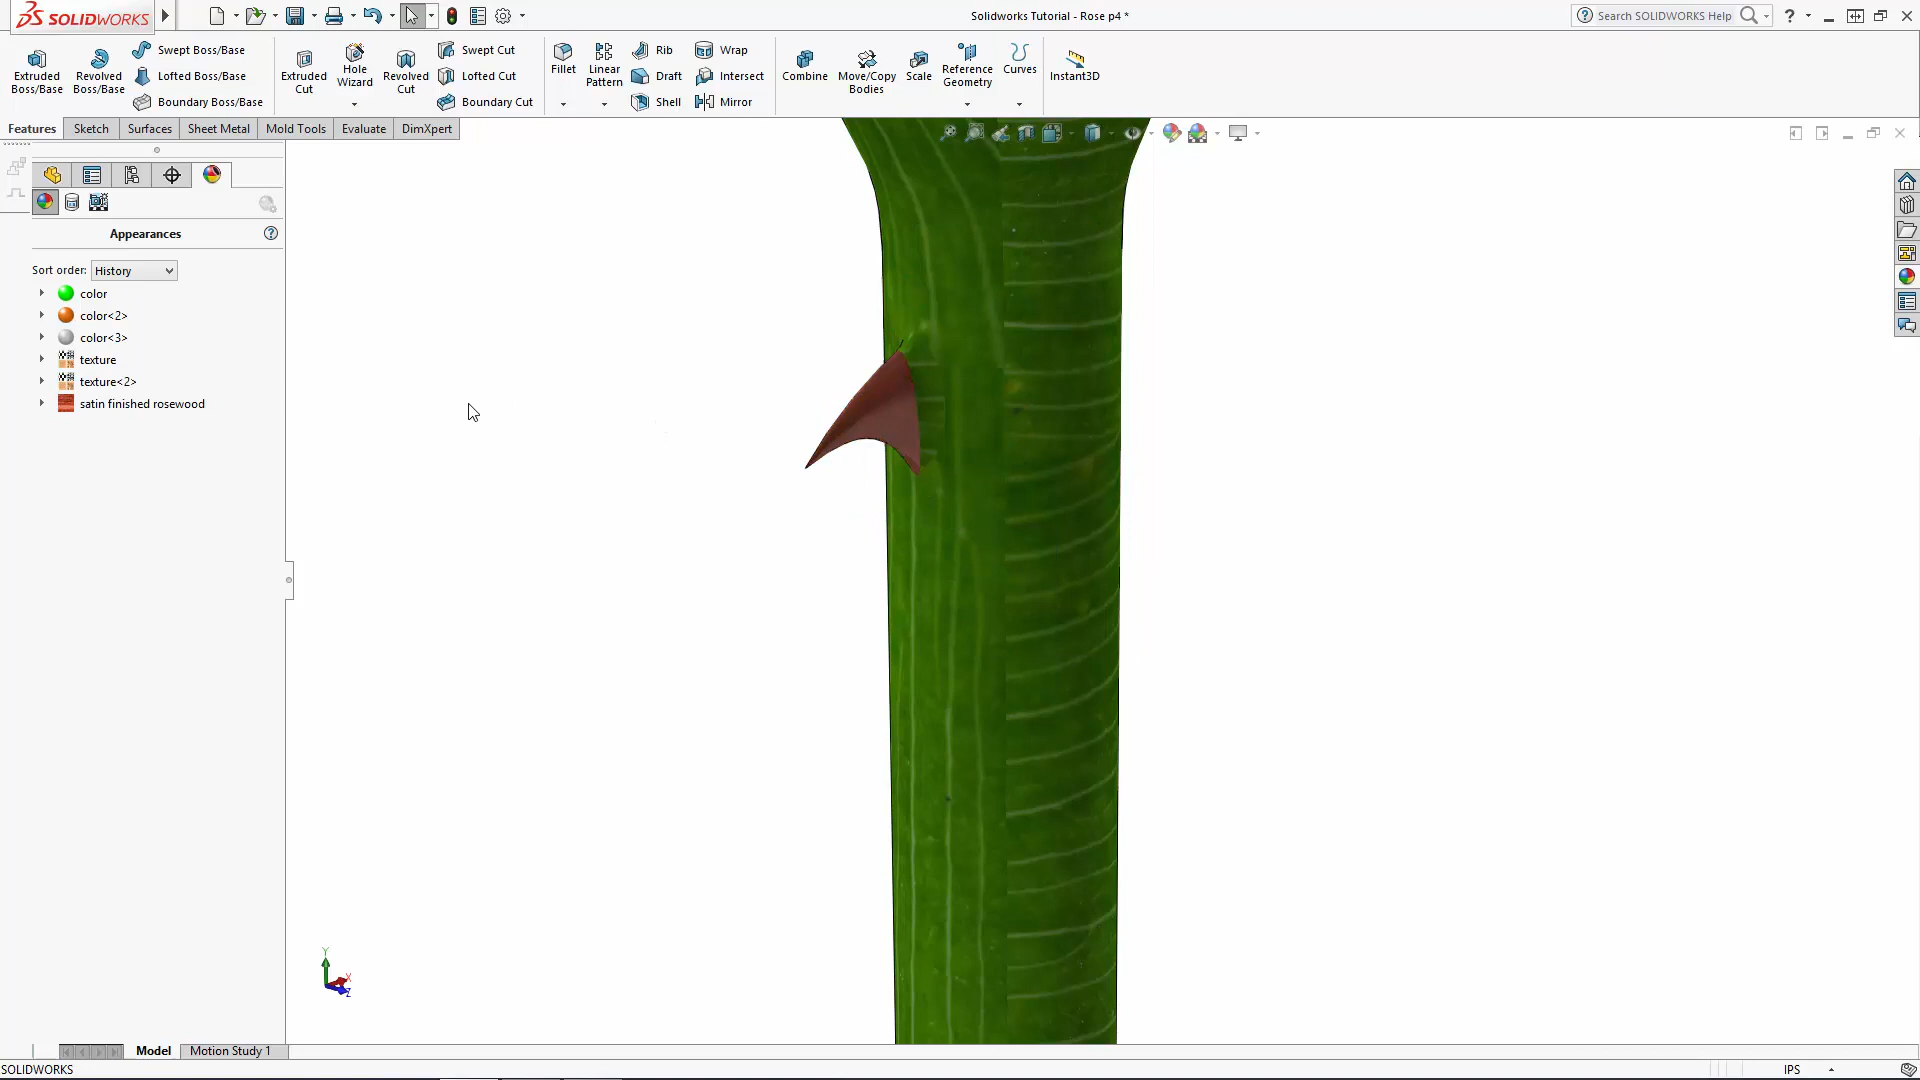 SOLIDWORKS
Solidworks Tutorial - Rose p4 *
Search SOLIDWORKS Help
Extruded Boss/Base
Revolved Boss/Base
Swept Boss/Base
Lofted Boss/Base
Boundary Boss/Base
Extruded Cut
Hole Wizard
Revolved Cut
Swept Cut
Lofted Cut
Boundary Cut
Fillet
Linear Pattern
Rib
Draft
Shell
Wrap
Intersect
Mirror
Combine
Move/Copy Bodies
Scale
Reference Geometry
Curves
Instant3D
Features
Sketch
Surfaces
Sheet Metal
Mold Tools
Evaluate
DimXpert
Appearances
Sort order: History
color
color<2>
color<3>
texture
texture<2>
satin finished rosewood
Y
X
Z
Model
Motion Study 1
SOLIDWORKS
IPS